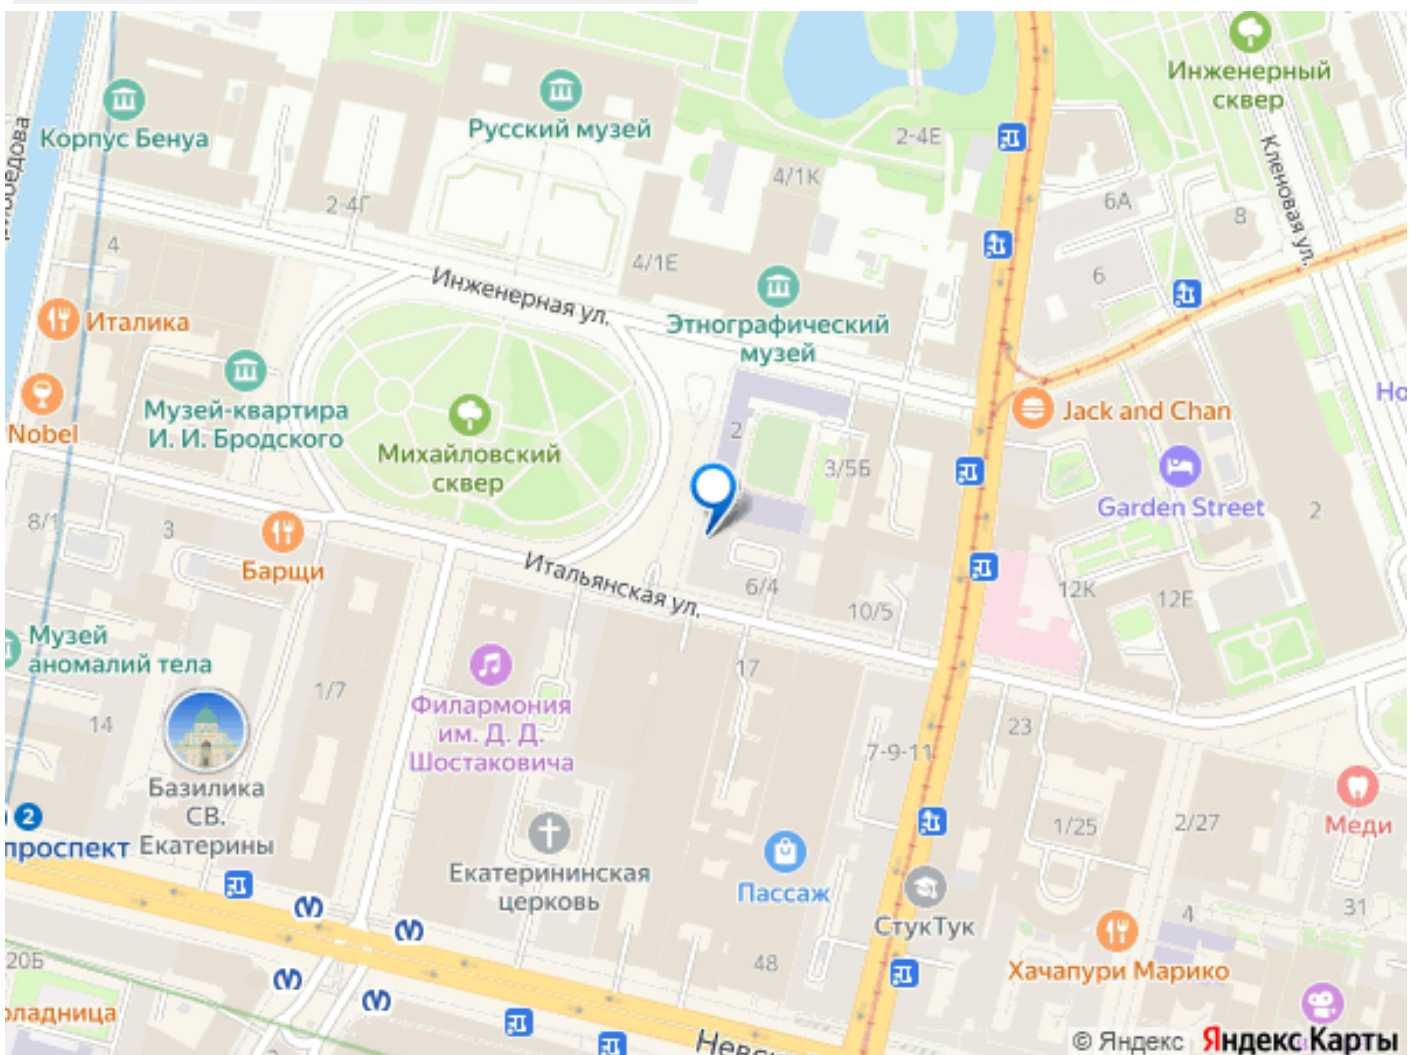 Инженерный
сквер
Корпус Бенуа
Русский музей
2-4Е
4/1К
Кленовая ул.
2-4Г
6А
8
4
4/1Е
6
Инженерная ул.
Италика
Этнографический
музей
Музей-квартира
И. И. Бродского
Jack and Chan
Nobel
Михайловский
сквер
2
3/5Б
Garden Street
2
8/1
3
Барщи
Итальянская ул.
6/4
10/5
12К
12Е
Музей
аномалий тела
17
1/7
Филармония
им. Д. Д.
Шостаковича
14
23
7-9-11
Базилика
СВ.
Екатерины
2
проспект
1/25
2/27
Меди
Екатерининская
церковь
Пассаж
СтукТук
4
31
20Б
48
Хачапури Марико
© Яндекс Яндекс Карты